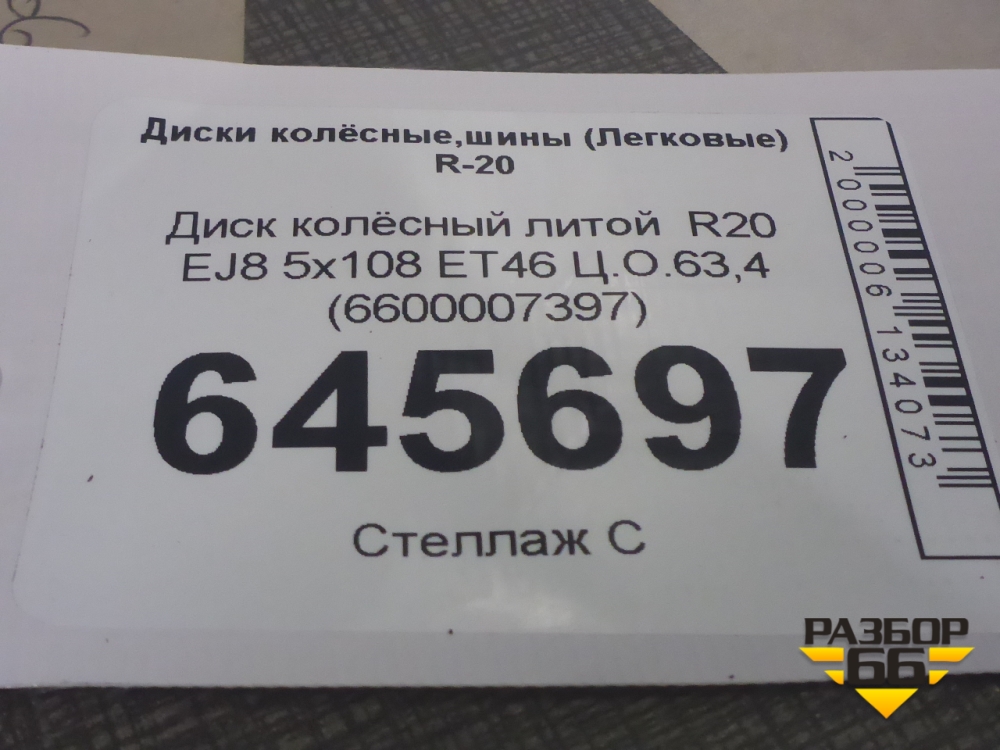 Диски колёсные,шины (Легковые)
R-20
Диск колёсный литой R20
EJ8 5x108 ET46 Ц.О.63,4
(6600007397)
645697
Стеллаж С
2000006134073
РАЗБОР
66